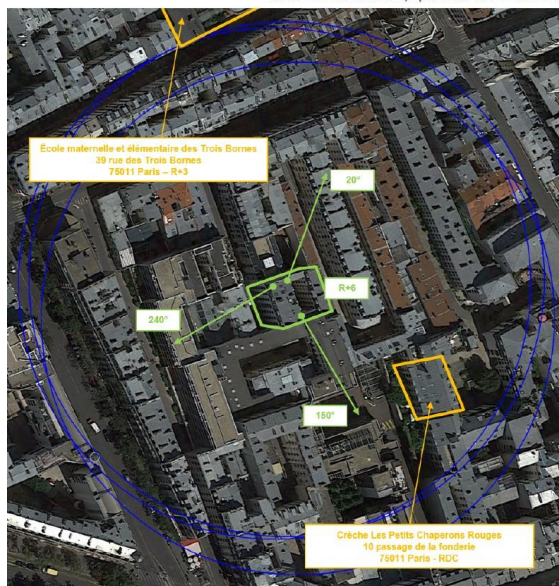 École maternelle et élémentaire des Trois Bornes
39 rue des Trois Bornes
75011 Paris – R+3
20°
R+6
240°
150°
Crèche Les Petits Chaperons Rouges
10 passage de la fonderie
75011 Paris - RDC